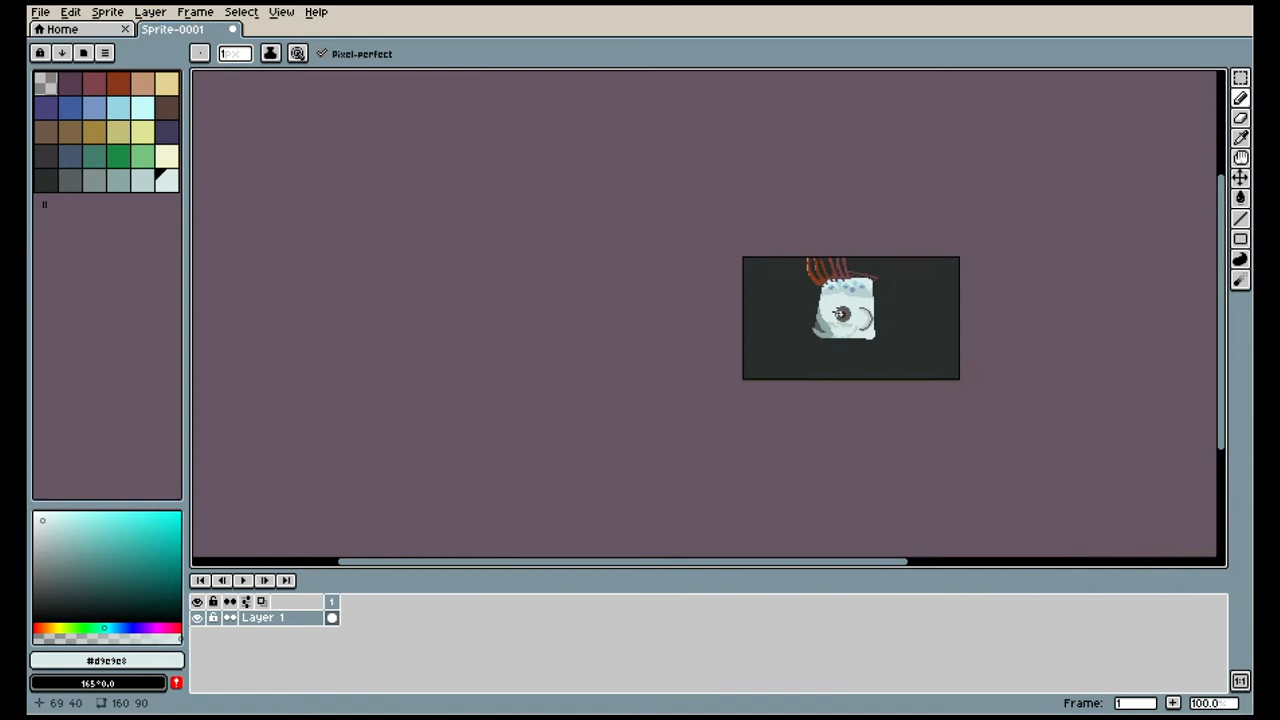 File Edit Sprite Layer Frame Select View Help
Home Sprite-0001
1px Pixel-perfect
1
Layer 1
#d9e9e8
165*0.0
69 40 160 90 Frame: 1 100.0%
1:1